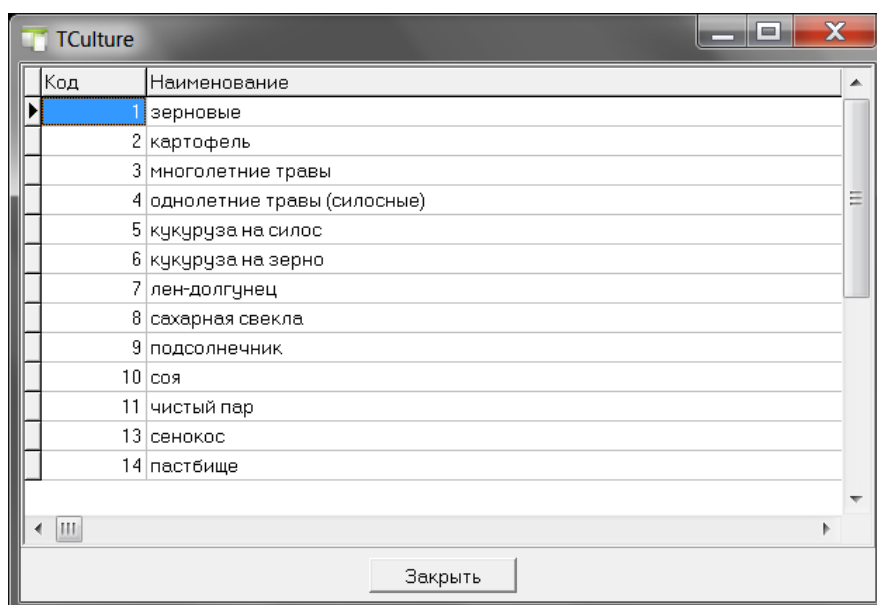 TCulture
Код Наименование
1 зерновые
2 картофель
3 многолетние травы
4 однолетние травы (силосные)
5 кукуруза на силос
6 кукуруза на зерно
7 лен-долгунец
8 сахарная свекла
9 подсолнечник
10 соя
11 чистый пар
13 сенокос
14 пастбище
Закрыть